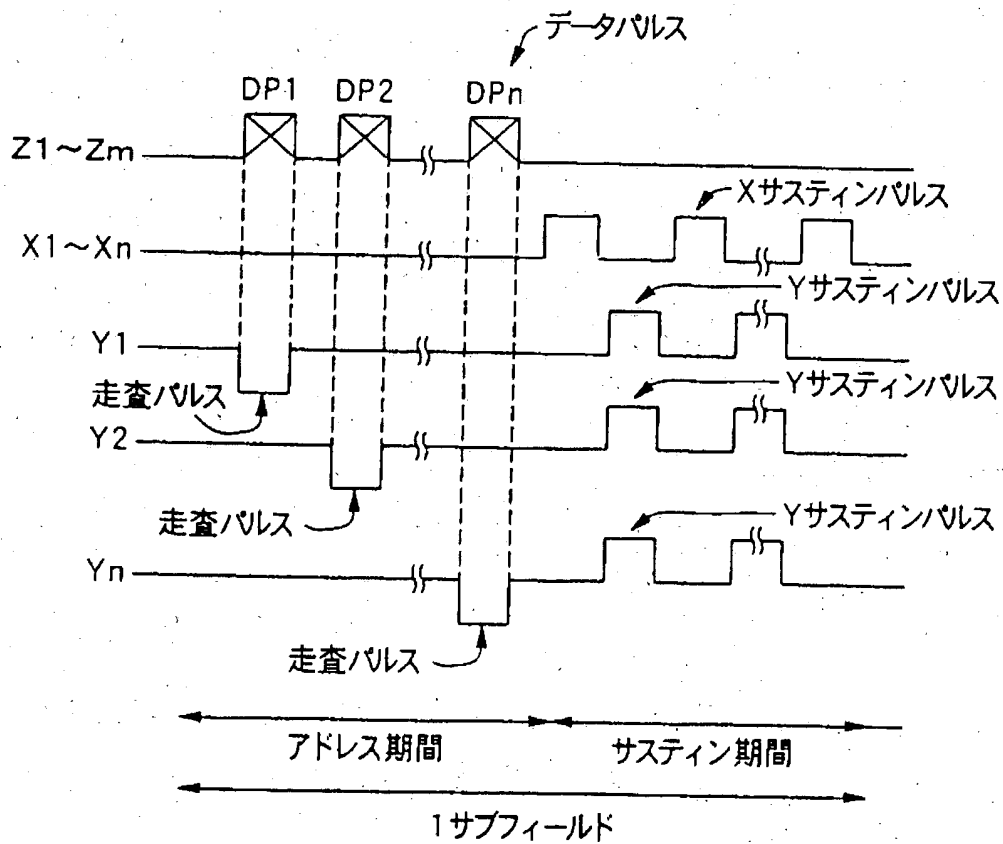 データパルス
DP1 DP2 DPn
Z1～Zm
Xサスティンパルス
X1～Xn
Yサスティンパルス
Y1
走査パルス
Yサスティンパルス
Y2
走査パルス
Yサスティンパルス
Yn
走査パルス
アドレス期間 サスティン期間
1サブフィールド